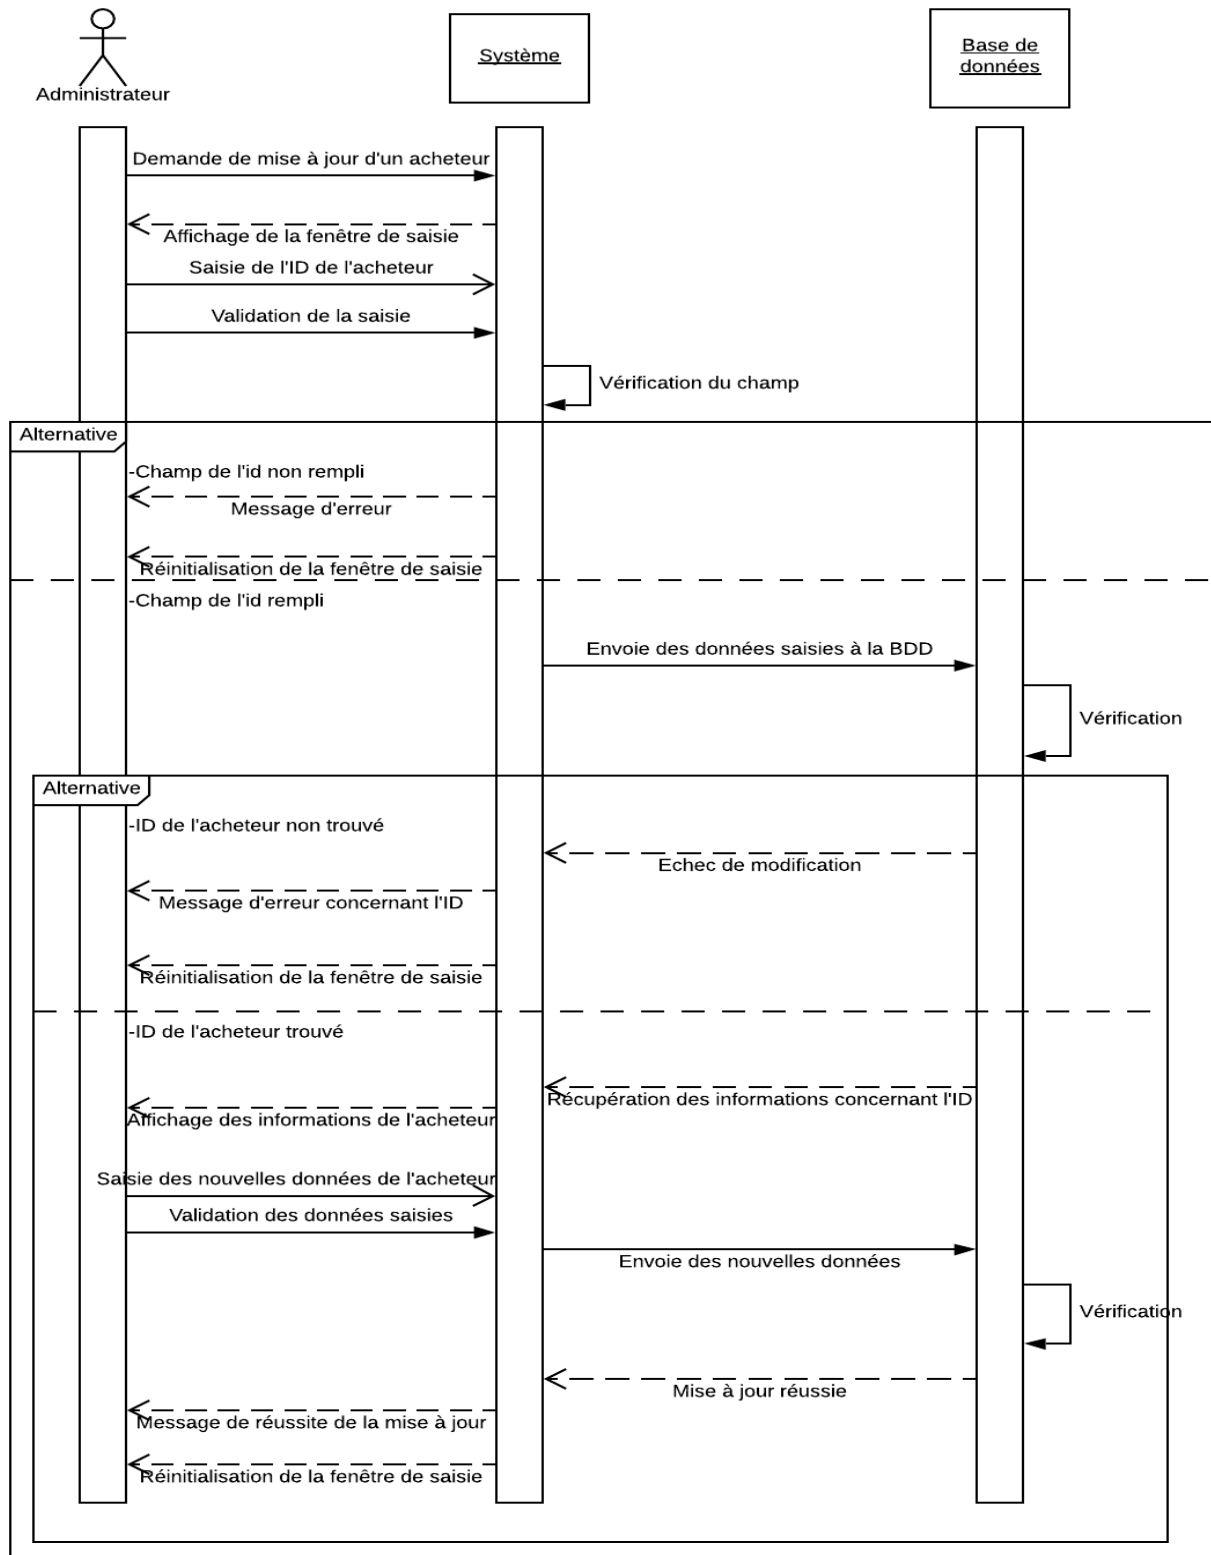 Administrateur
Système
Base de
données
Demande de mise à jour d'un acheteur
Affichage de la fenêtre de saisie
Saisie de l'ID de l'acheteur
Validation de la saisie
Vérification du champ
Alternative
-Champ de l'id non rempli
Message d'erreur
Réinitialisation de la fenêtre de saisie
-Champ de l'id rempli
Envoie des données saisies à la BDD
Vérification
Alternative
-ID de l'acheteur non trouvé
Echec de modification
Message d'erreur concernant l'ID
Réinitialisation de la fenêtre de saisie
-ID de l'acheteur trouvé
Récupération des informations concernant l'ID
Affichage des informations de l'acheteur
Saisie des nouvelles données de l'acheteur
Validation des données saisies
Envoie des nouvelles données
Vérification
Mise à jour réussie
Message de réussite de la mise à jour
Réinitialisation de la fenêtre de saisie